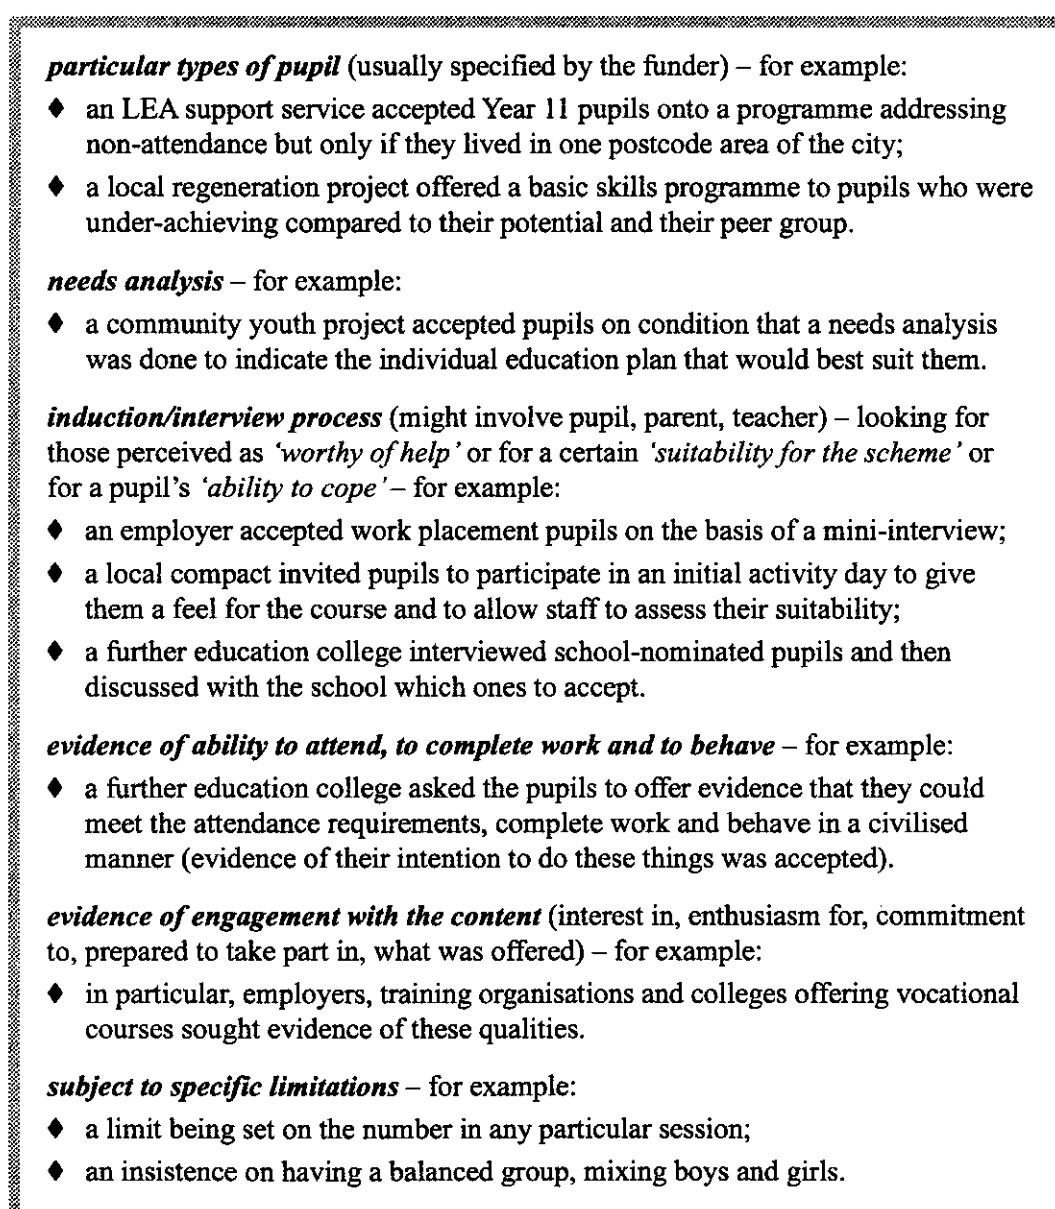 particular types of pupil (usually specified by the funder) – for example:
♦ an LEA support service accepted Year 11 pupils onto a programme addressing
non-attendance but only if they lived in one postcode area of the city;
♦ a local regeneration project offered a basic skills programme to pupils who were
under-achieving compared to their potential and their peer group.
needs analysis – for example:
♦ a community youth project accepted pupils on condition that a needs analysis
was done to indicate the individual education plan that would best suit them.
induction/interview process (might involve pupil, parent, teacher) – looking for
those perceived as ‘worthy of help’ or for a certain ‘suitability for the scheme’ or
for a pupil’s ‘ability to cope’ – for example:
♦ an employer accepted work placement pupils on the basis of a mini-interview;
♦ a local compact invited pupils to participate in an initial activity day to give
them a feel for the course and to allow staff to assess their suitability;
♦ a further education college interviewed school-nominated pupils and then
discussed with the school which ones to accept.
evidence of ability to attend, to complete work and to behave – for example:
♦ a further education college asked the pupils to offer evidence that they could
meet the attendance requirements, complete work and behave in a civilised
manner (evidence of their intention to do these things was accepted).
evidence of engagement with the content (interest in, enthusiasm for, commitment
to, prepared to take part in, what was offered) – for example:
♦ in particular, employers, training organisations and colleges offering vocational
courses sought evidence of these qualities.
subject to specific limitations – for example:
♦ a limit being set on the number in any particular session;
♦ an insistence on having a balanced group, mixing boys and girls.